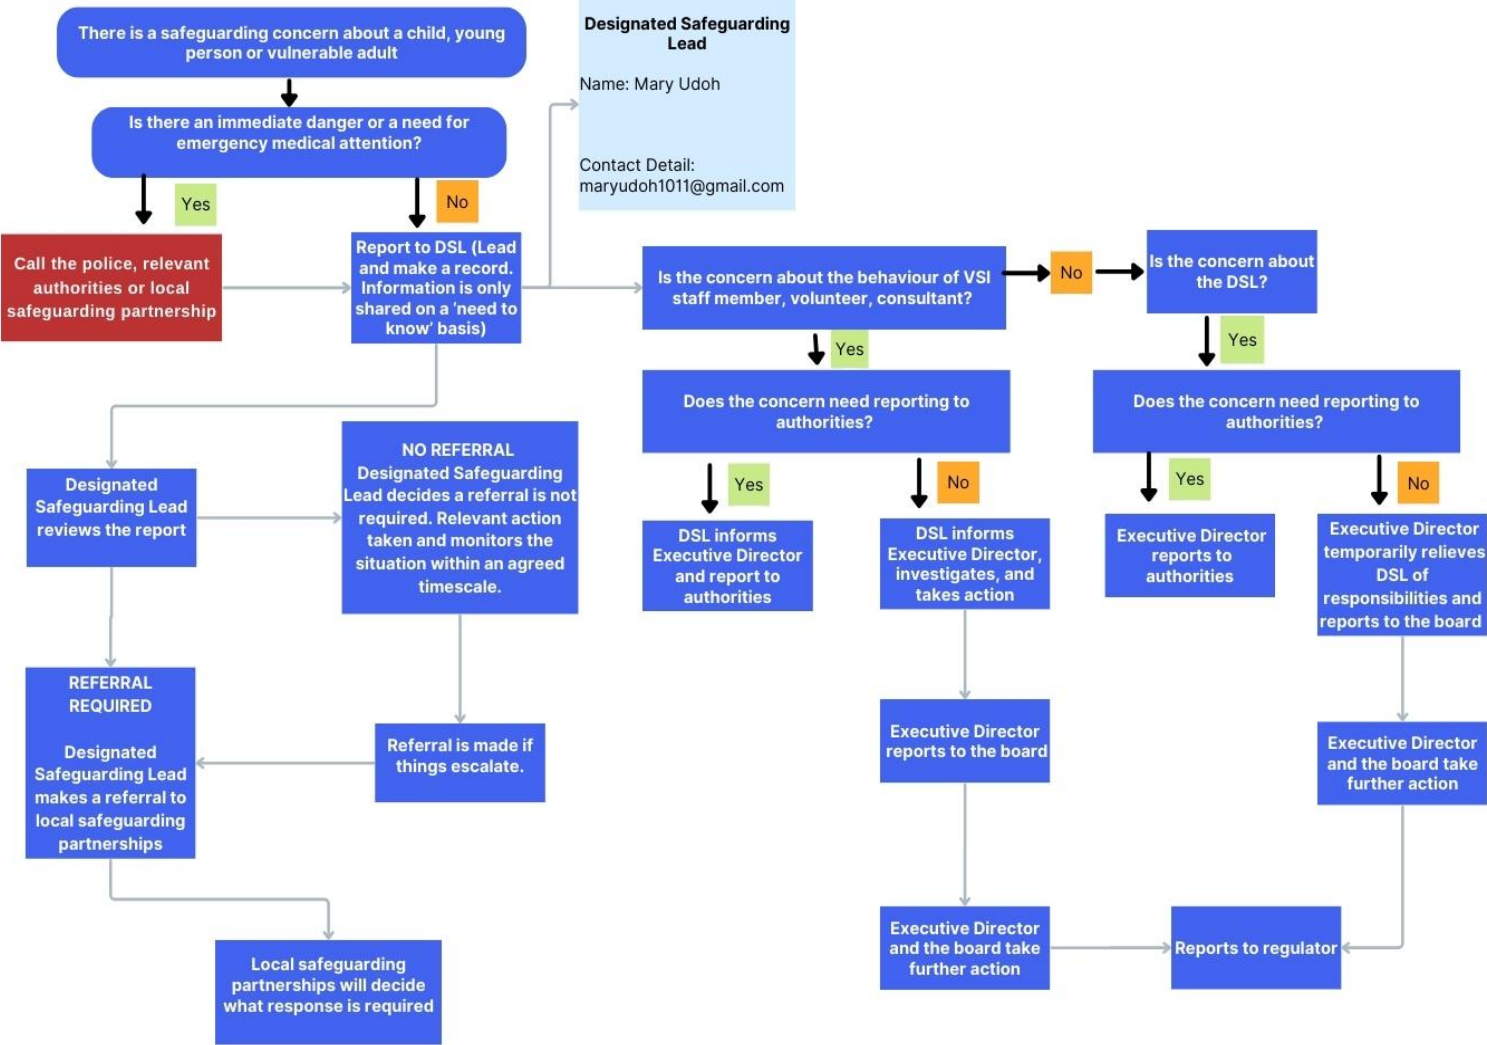 There is a safeguarding concern about a child, young
person or vulnerable adult
Is there an immediate danger or a need for
emergency medical attention?
Yes
No
Call the police, relevant
authorities or local
safeguarding partnership
Report to DSL (Lead
and make a record.
Information is only
shared on a ‘need to
know’ basis)
Designated Safeguarding
Lead
Name: Mary Udoh
Contact Detail:
maryudoh1011@gmail.com
Is the concern about the behaviour of VSI
staff member, volunteer, consultant?
No
Is the concern about
the DSL?
Yes
Yes
Does the concern need reporting to
authorities?
Does the concern need reporting to
authorities?
Yes
No
Yes
No
DSL informs
Executive Director
and report to
authorities
DSL informs
Executive Director,
investigates, and
takes action
Executive Director
reports to
authorities
Executive Director
temporarily relieves
DSL of
responsibilities and
reports to the board
Designated
Safeguarding Lead
reviews the report
NO REFERRAL
Designated Safeguarding
Lead decides a referral is not
required. Relevant action
taken and monitors the
situation within an agreed
timescale.
REFERRAL
REQUIRED
Designated
Safeguarding Lead
makes a referral to
local safeguarding
partnerships
Referral is made if
things escalate.
Executive Director
reports to the board
Executive Director
and the board take
further action
Local safeguarding
partnerships will decide
what response is required
Executive Director
and the board take
further action
Reports to regulator